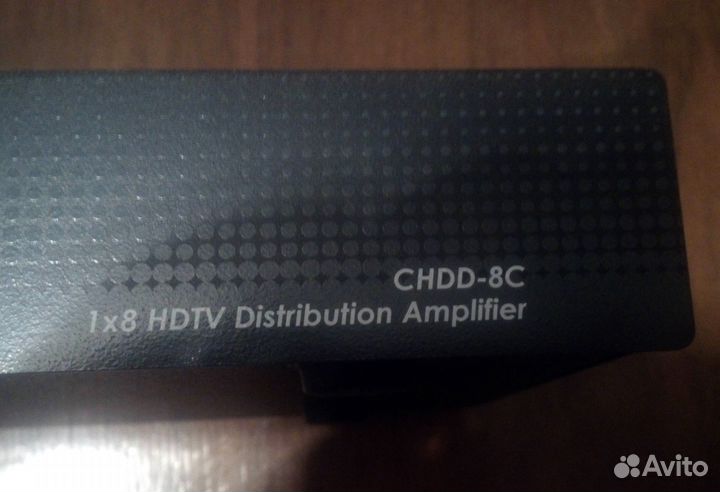 CHDD-8C
1x8 HDTV Distribution Amplifier
Avito